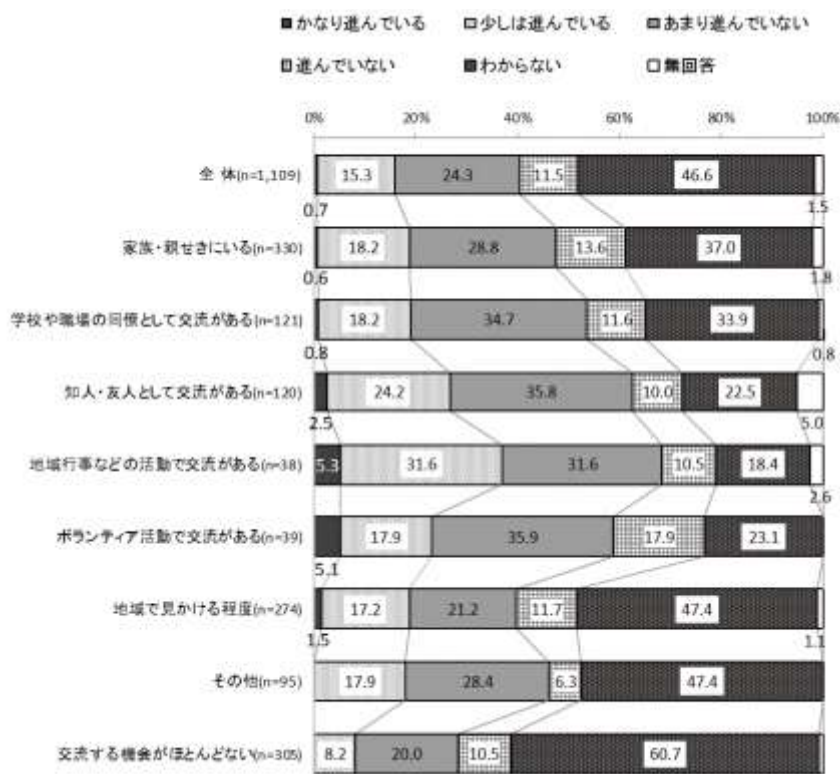 ■かなり進んでいる □少しは進んでいる ■あまり進んでいない
□進んでいない ■わからない □無回答
0% 20% 40% 60% 80% 100%
全 体(n=1,109) 15.3 24.3 11.5 46.6
0.7 1.5
家族・親せきにいる(n=330) 18.2 28.8 13.6 37.0
0.6 1.8
学校や職場の同僚として交流がある(n=121) 18.2 34.7 11.6 33.9
0.8 0.8
知人・友人として交流がある(n=120) 24.2 35.8 10.0 22.5
2.5 5.0
地域行事などの活動で交流がある(n=38) 5.3 31.6 31.6 10.5 18.4
2.6
ボランティア活動で交流がある(n=39) 17.9 35.9 17.9 23.1
5.1
地域で見かける程度(n=274) 17.2 21.2 11.7 47.4
1.5 1.1
その他(n=95) 17.9 28.4 6.3 47.4
交流する機会がほとんどない(n=305) 8.2 20.0 10.5 60.7